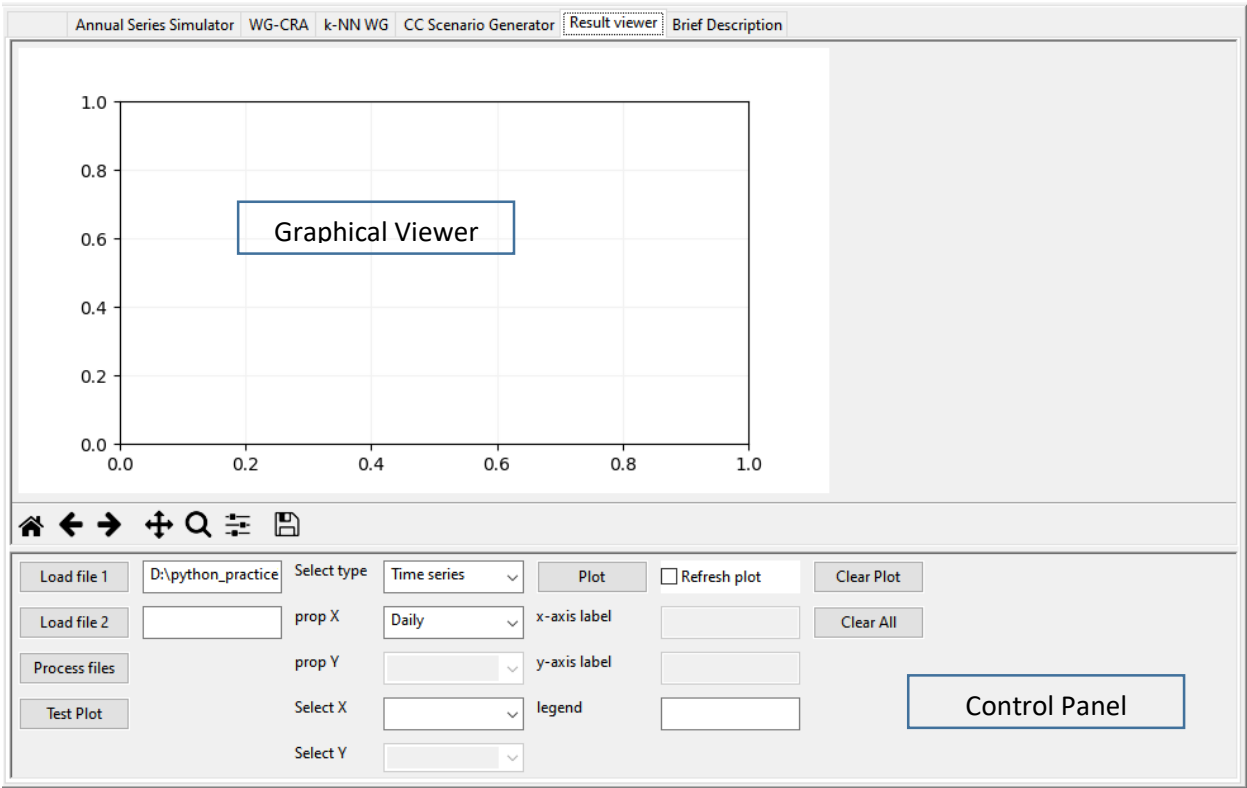 Annual Series Simulator WG-CRA k-NN WG CC Scenario Generator Result viewer Brief Description
1.0
0.8
0.6
0.4
0.2
0.0
0.0 0.2 0.4 0.6 0.8 1.0
Graphical Viewer
Load file 1 D:\python_practice Select type Time series Plot Refresh plot Clear Plot
Load file 2 prop X Daily x-axis label Clear All
Process files prop Y y-axis label
Test Plot Select X legend
Select Y
Control Panel